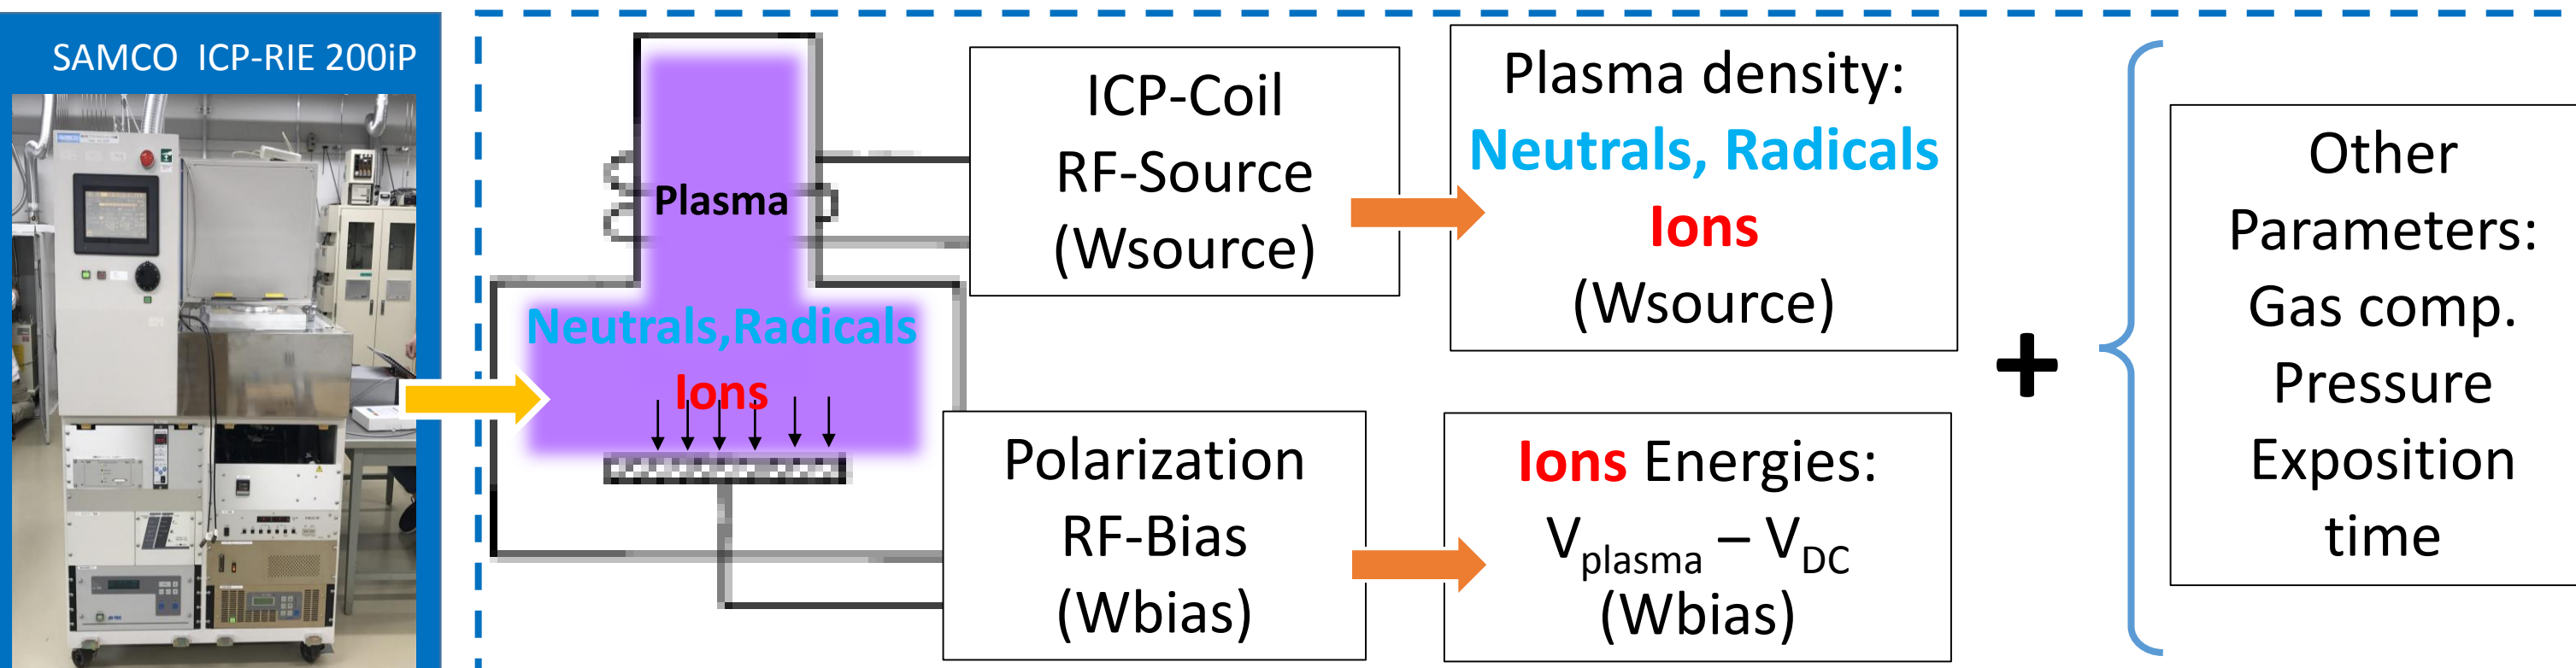 SAMCO ICP-RIE 200iP
Plasma
Neutrals,Radicals
Ions
ICP-Coil
RF-Source
(Wsource)
Polarization
RF-Bias
(Wbias)
Plasma density:
Neutrals, Radicals
Ions
(Wsource)
Ions Energies:
Vplasma – VDC
(Wbias)
+
Other
Parameters:
Gas comp.
Pressure
Exposition
time